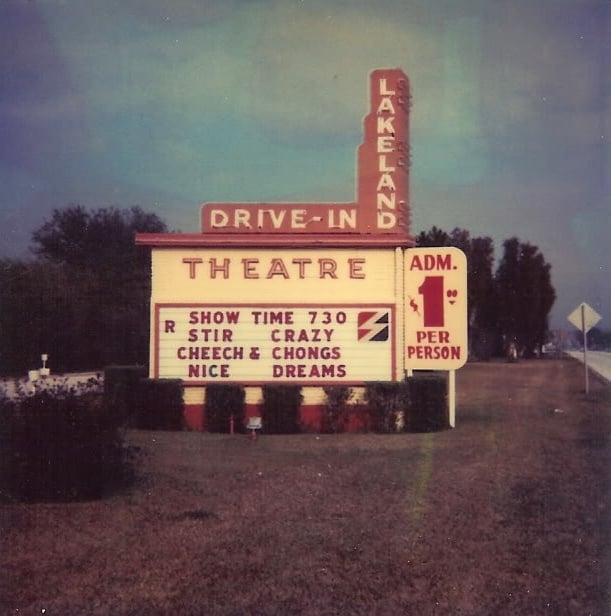 LAKELAND
DRIVE-IN
THEATRE
R SHOW TIME 730
STIR CRAZY
CHEECH & CHONGS
NICE DREAMS
ADM.
$1.00
PER
PERSON